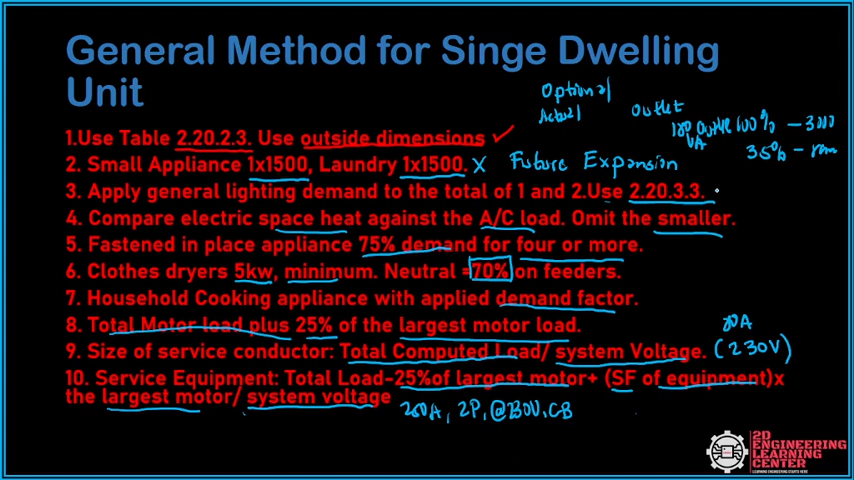 General Method for Singe Dwelling
Unit
Optional
Actual
Outlet
180 Outlet 100% - 3000
VA
35% - rem
1.Use Table 2.20.2.3. Use outside dimensions ✓
2. Small Appliance 1x1500, Laundry 1x1500. X Future Expansion
3. Apply general lighting demand to the total of 1 and 2.Use 2.20.3.3.
4. Compare electric space heat against the A/C load. Omit the smaller.
5. Fastened in place appliance 75% demand for four or more.
6. Clothes dryers 5kw, minimum. Neutral =70% on feeders.
7. Household Cooking appliance with applied demand factor.
8. Total Motor load plus 25% of the largest motor load.
9. Size of service conductor: Total Computed Load/ system Voltage. (230V)
10. Service Equipment: Total Load-25%of largest motor+ (SF of equipment)x
the largest motor/ system voltage
200A, 2P, @230V, CB
2D
ENGINEERING
LEARNING
CENTER
LEARNING ENGINEERING STARTS HERE